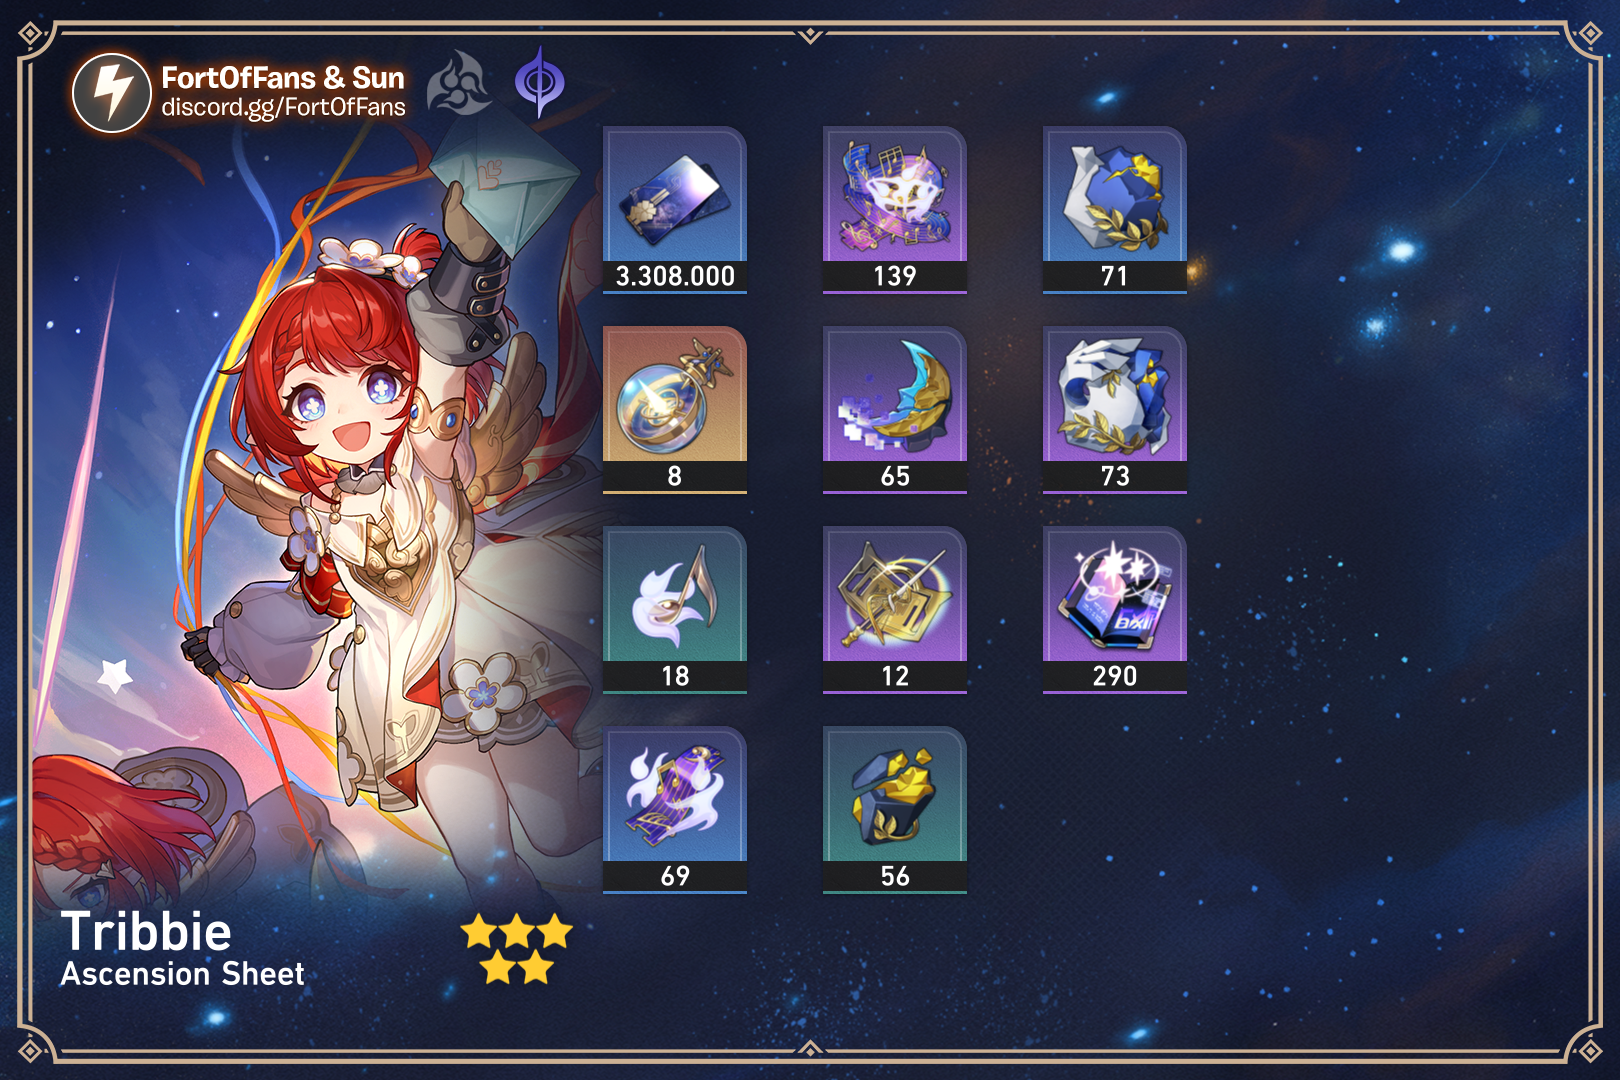 FortOfFans & Sun
discord.gg/FortOfFans
3.308.000
139
71
8
65
73
18
12
290
69
56
Tribbie
Ascension Sheet